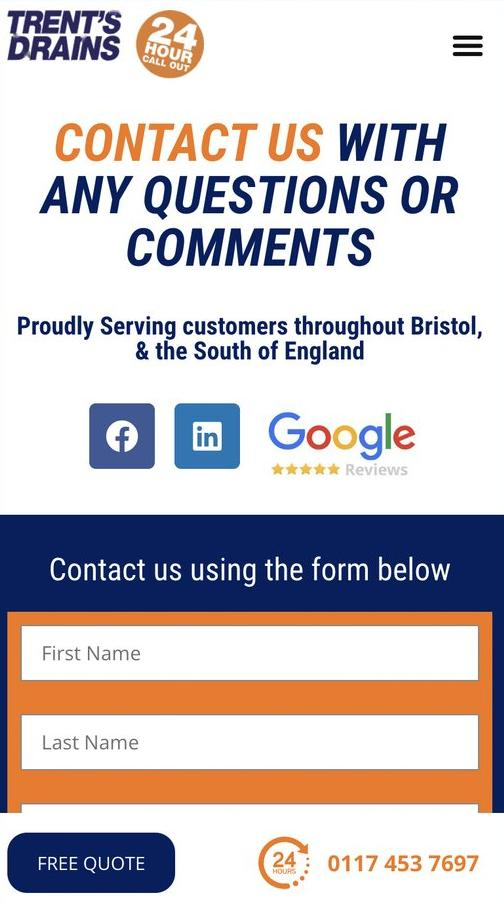 TRENT'S
DRAINS
24
HOUR
CALL OUT
CONTACT US WITH
ANY QUESTIONS OR
COMMENTS
Proudly Serving customers throughout Bristol,
& the South of England
in
Google
Reviews
Contact us using the form below
First Name
Last Name
FREE QUOTE
24
HOURS
0117 453 7697